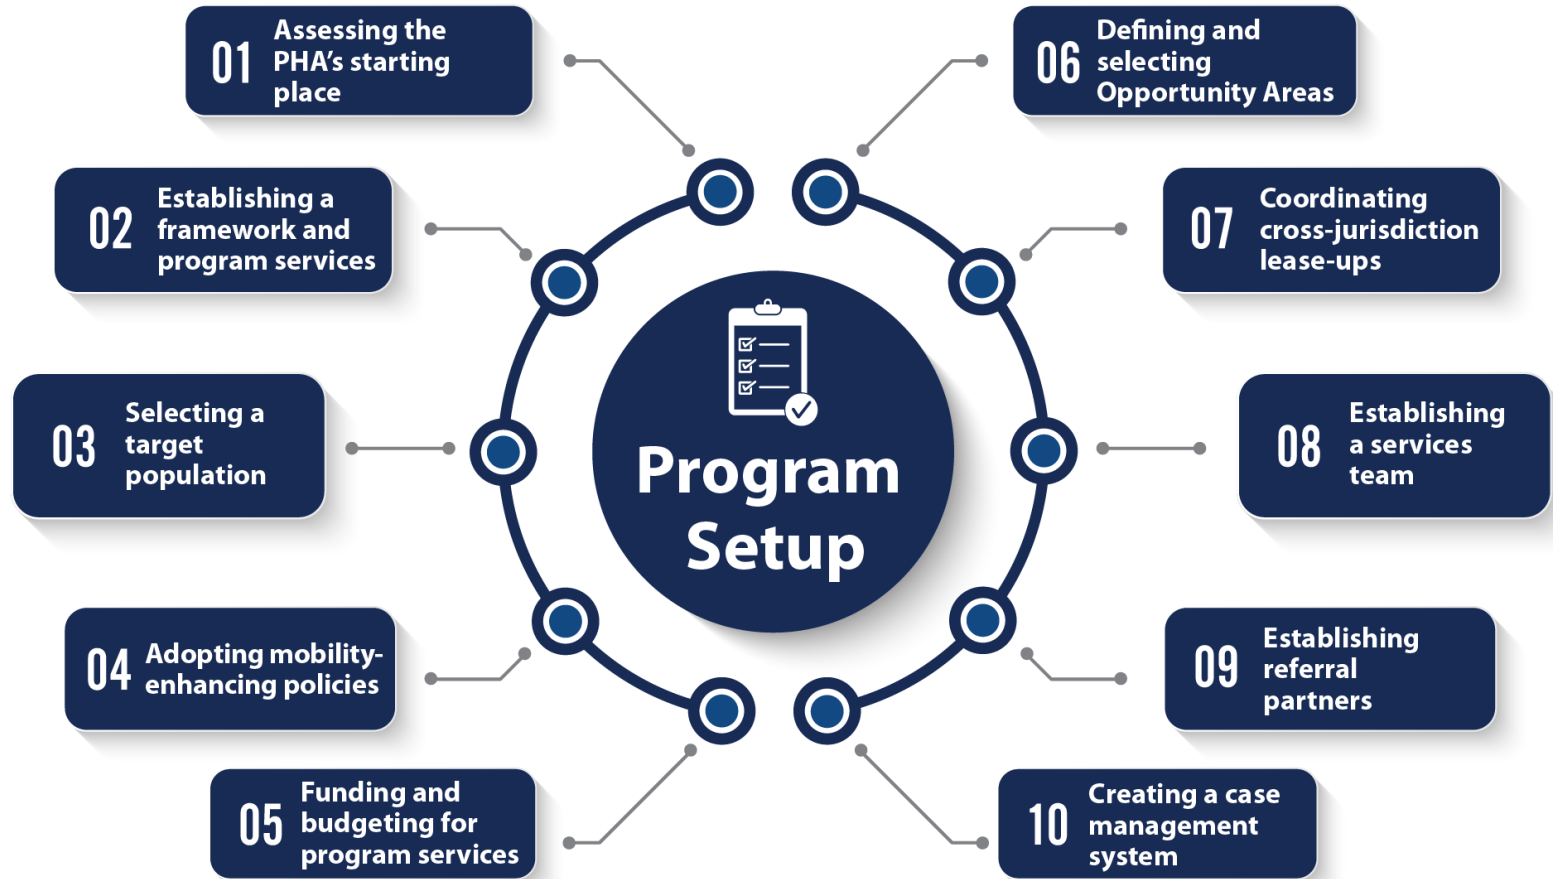 01
Assessing the
PHA's starting
place
02
Establishing a
framework and
program services
03
Selecting a
target
population
04
Adopting mobility-
enhancing policies
05
Funding and
budgeting for
program services
Program
Setup
06
Defining and
selecting
Opportunity Areas
07
Coordinating
cross-jurisdiction
lease-ups
08
Establishing
a services
team
09
Establishing
referral
partners
10
Creating a case
management
system